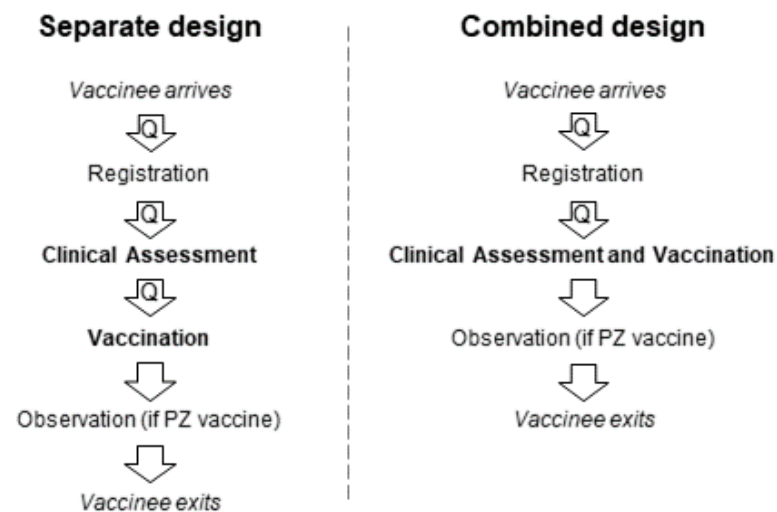 Separate design
Vaccinee arrives
Q
Registration
Q
Clinical Assessment
Q
Vaccination
Observation (if PZ vaccine)
Vaccinee exits
Combined design
Vaccinee arrives
Q
Registration
Q
Clinical Assessment and Vaccination
Observation (if PZ vaccine)
Vaccinee exits